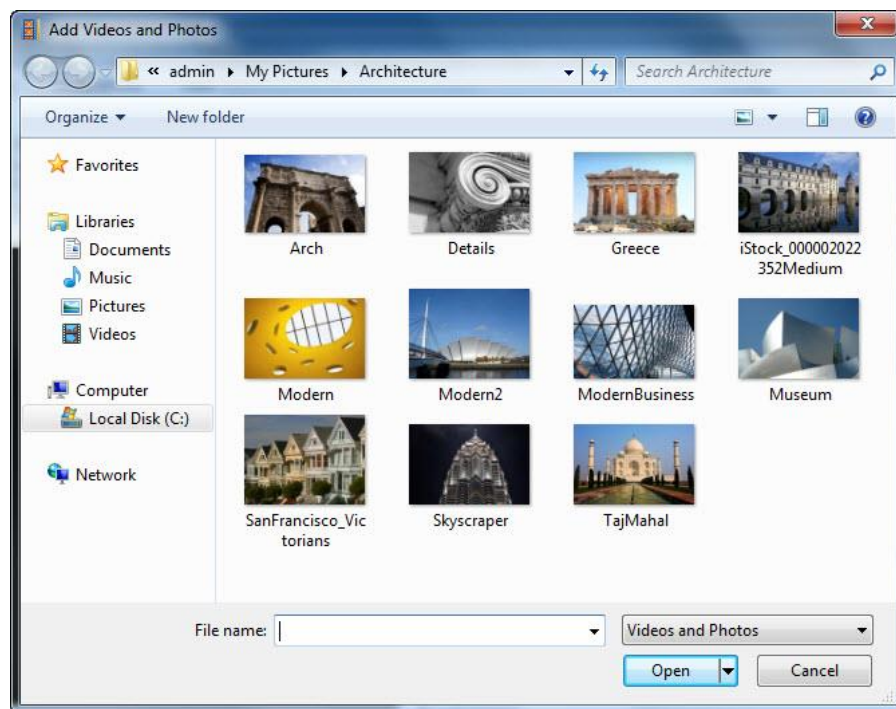 Add Videos and Photos
« admin ▸ My Pictures ▸ Architecture
Search Architecture
Organize
New folder
Favorites
Libraries
Documents
Music
Pictures
Videos
Computer
Local Disk (C:)
Network
Arch
Details
Greece
iStock_000002022
352Medium
Modern
Modern2
ModernBusiness
Museum
SanFrancisco_Vic
torians
Skyscraper
TajMahal
File name:
Videos and Photos
Open
Cancel